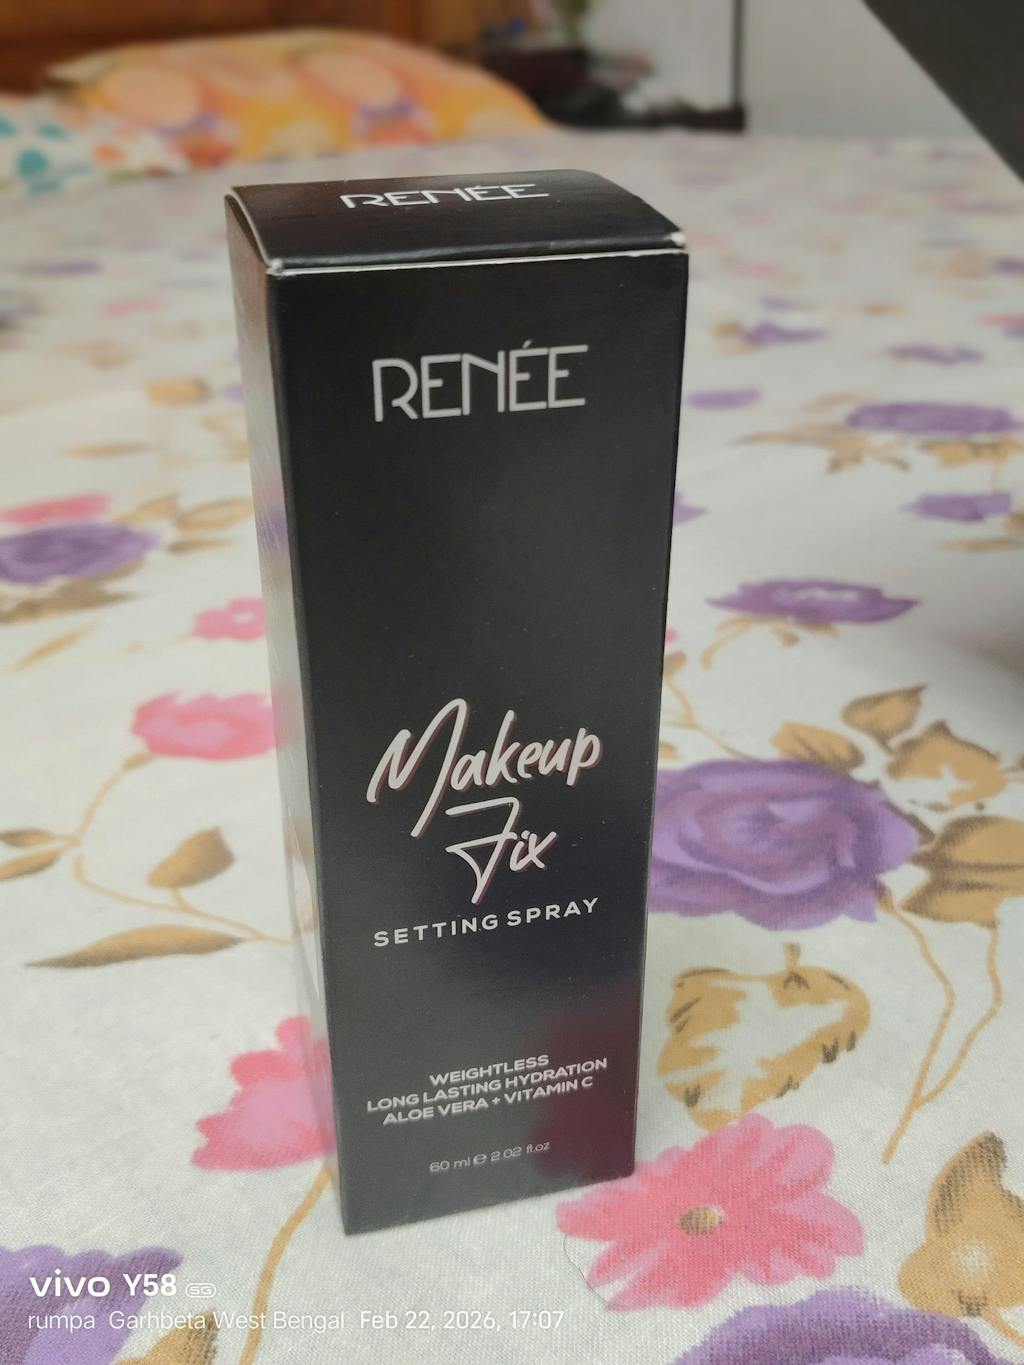 RENÉE
RENÉE
Makeup
Fix
SETTING SPRAY
WEIGHTLESS
LONG LASTING HYDRATION
ALOE VERA + VITAMIN C
60 ml ℮ 2.02 fl.oz
vivo Y58 5G
rumpa Garhbeta West Bengal Feb 22, 2026, 17:07